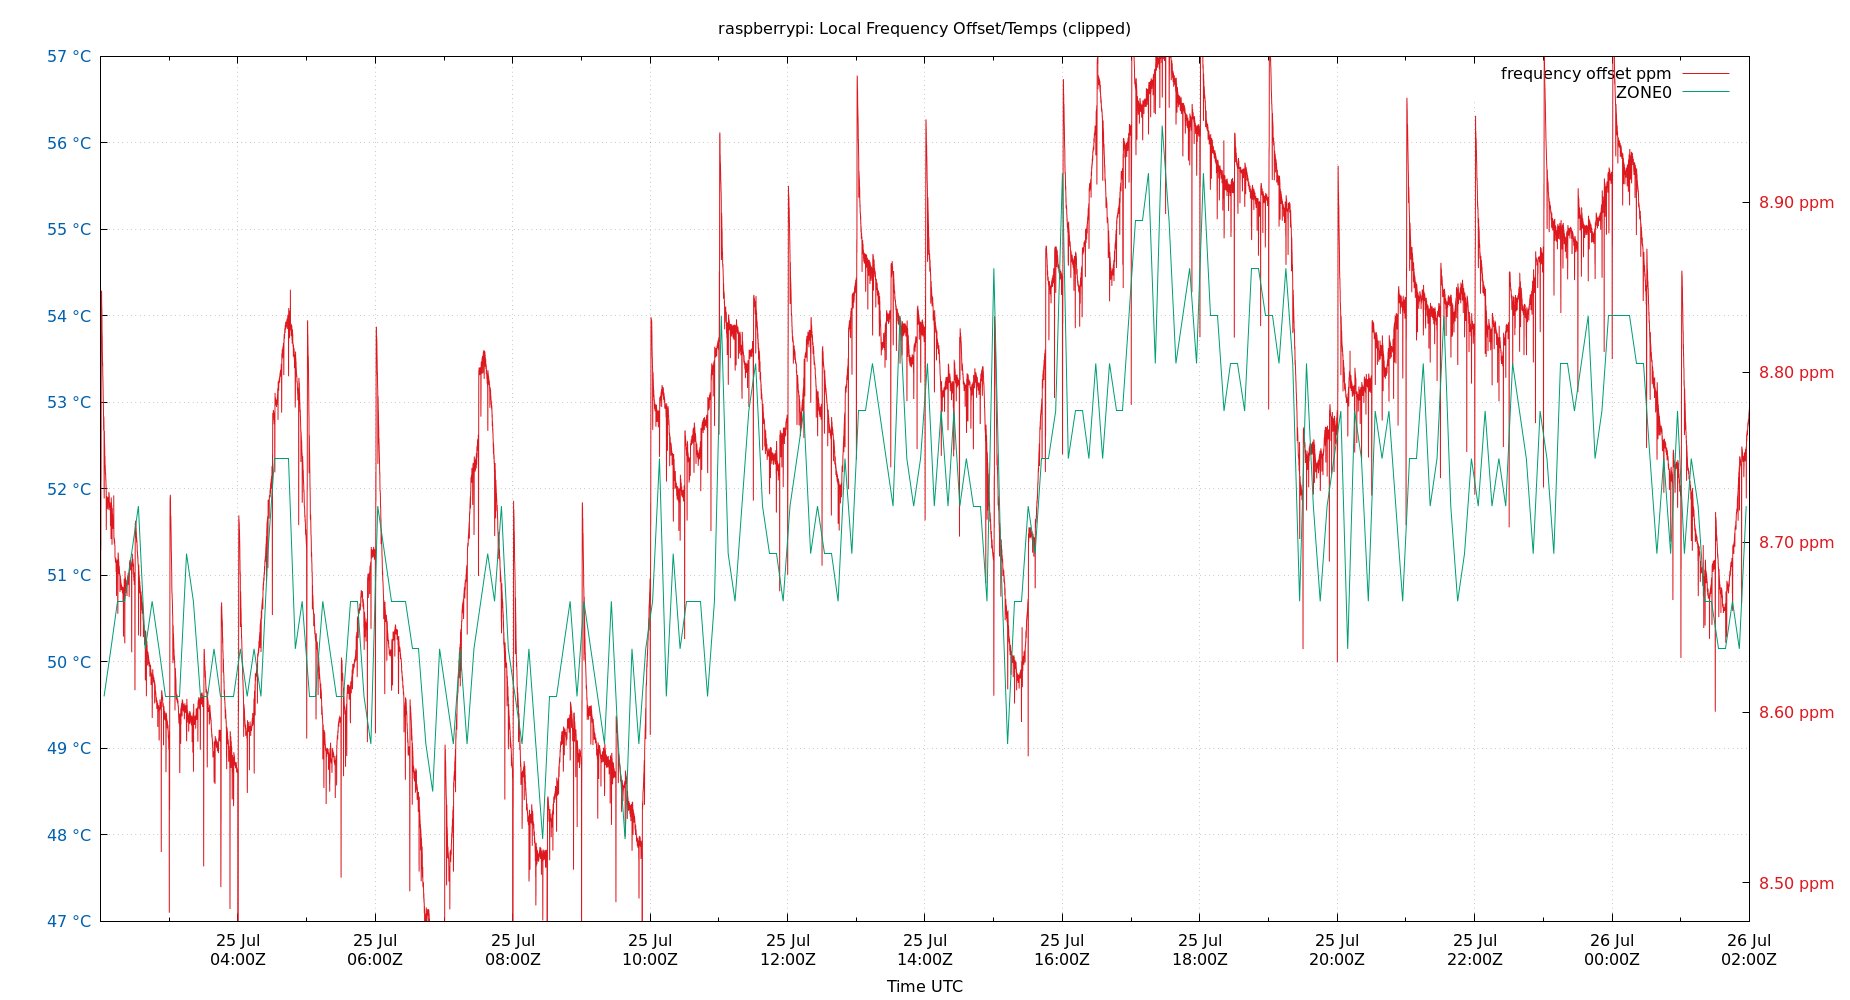 raspberrypi: Local Frequency Offset/Temps (clipped)
57 °C
56 °C
55 °C
54 °C
53 °C
52 °C
51 °C
50 °C
49 °C
48 °C
47 °C
frequency offset ppm
ZONE0
8.90 ppm
8.80 ppm
8.70 ppm
8.60 ppm
8.50 ppm
25 Jul
04:00Z
25 Jul
06:00Z
25 Jul
08:00Z
25 Jul
10:00Z
25 Jul
12:00Z
25 Jul
14:00Z
25 Jul
16:00Z
25 Jul
18:00Z
25 Jul
20:00Z
25 Jul
22:00Z
26 Jul
00:00Z
26 Jul
02:00Z
Time UTC